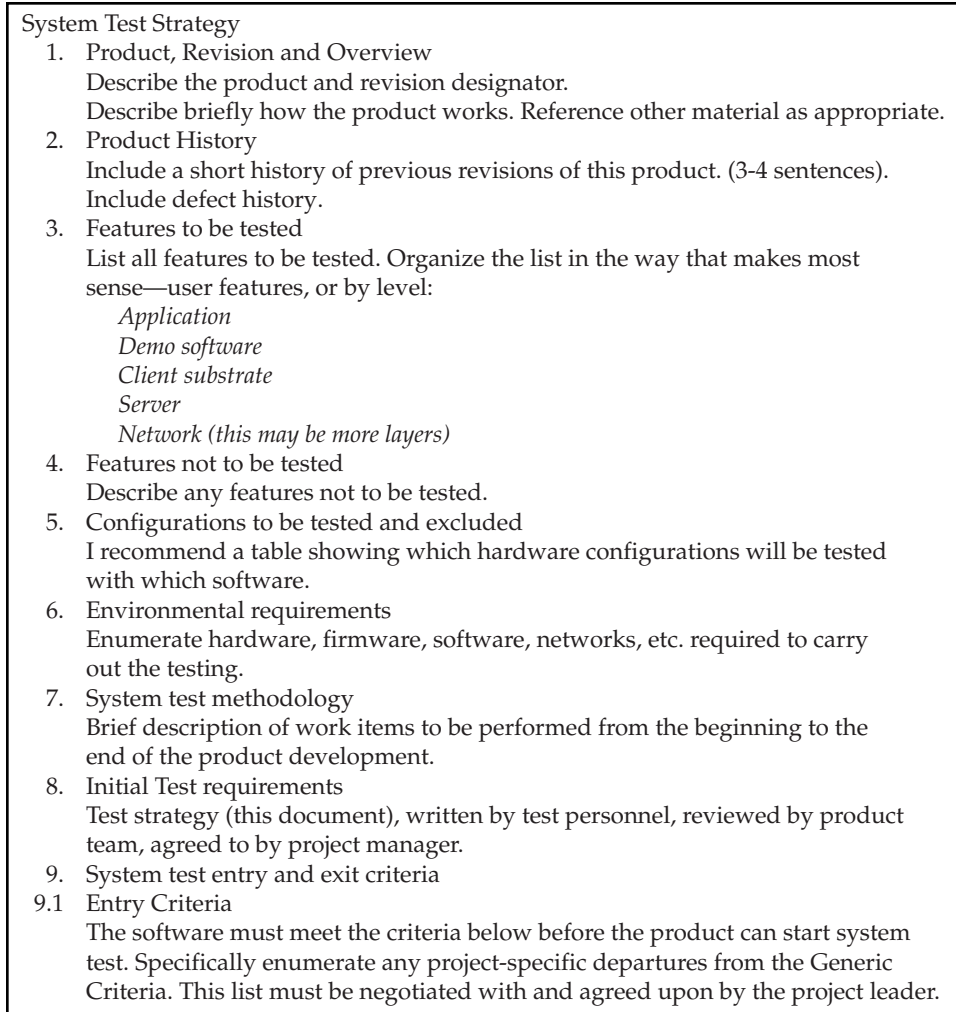 System Test Strategy
1. Product, Revision and Overview
Describe the product and revision designator.
Describe briefly how the product works. Reference other material as appropriate.
2. Product History
Include a short history of previous revisions of this product. (3-4 sentences).
Include defect history.
3. Features to be tested
List all features to be tested. Organize the list in the way that makes most
sense—user features, or by level:
Application
Demo software
Client substrate
Server
Network (this may be more layers)
4. Features not to be tested
Describe any features not to be tested.
5. Configurations to be tested and excluded
I recommend a table showing which hardware configurations will be tested
with which software.
6. Environmental requirements
Enumerate hardware, firmware, software, networks, etc. required to carry
out the testing.
7. System test methodology
Brief description of work items to be performed from the beginning to the
end of the product development.
8. Initial Test requirements
Test strategy (this document), written by test personnel, reviewed by product
team, agreed to by project manager.
9. System test entry and exit criteria
9.1 Entry Criteria
The software must meet the criteria below before the product can start system
test. Specifically enumerate any project-specific departures from the Generic
Criteria. This list must be negotiated with and agreed upon by the project leader.